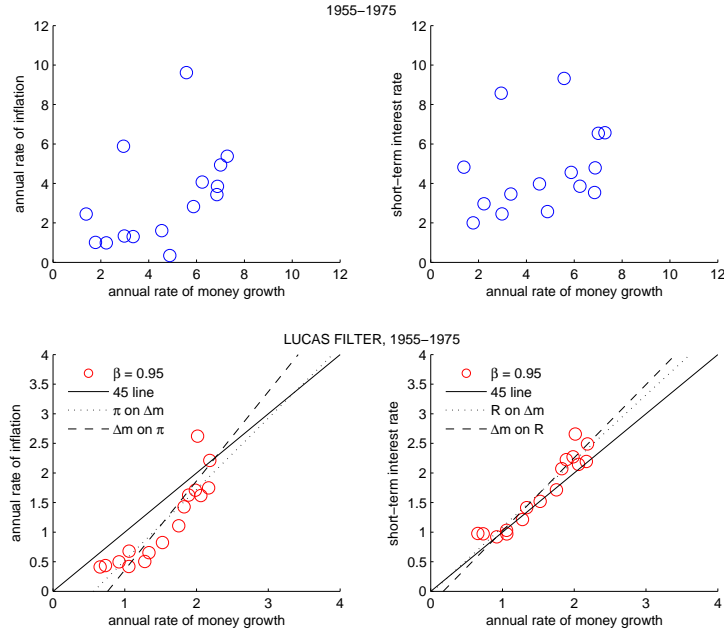 1955−1975
annual rate of inflation
12
10
8
6
4
2
0
0 2 4 6 8 10 12
annual rate of money growth
short−term interest rate
12
10
8
6
4
2
0
0 2 4 6 8 10 12
annual rate of money growth
LUCAS FILTER, 1955−1975
annual rate of inflation
4
3.5
3
2.5
2
1.5
1
0.5
0
β = 0.95
45 line
π on Δm
Δm on π
0 1 2 3 4
annual rate of money growth
short−term interest rate
4
3.5
3
2.5
2
1.5
1
0.5
0
β = 0.95
45 line
R on Δm
Δm on R
0 1 2 3 4
annual rate of money growth